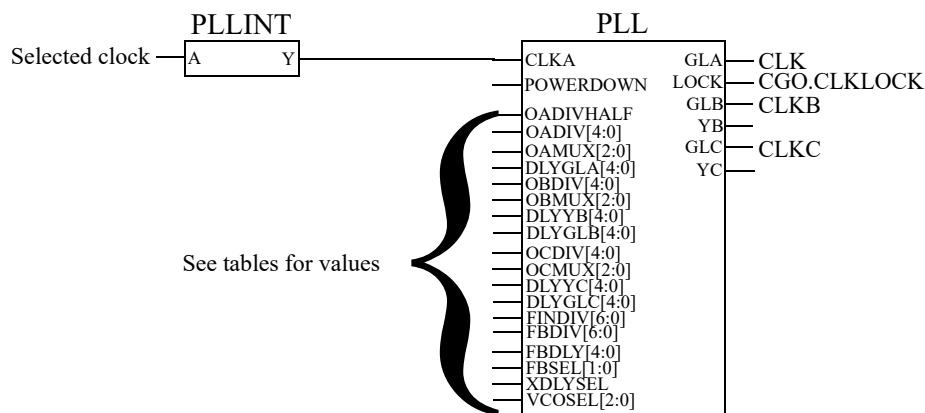 PLLINT
PLL
Selected clock
A
Y
CLKA
POWERDOWN
OADIVHALF
OADIV[4:0]
OAMUX[2:0]
DLYGLA[4:0]
OBDIV[4:0]
OBMUX[2:0]
DLYYB[4:0]
DLYGLB[4:0]
OCDIV[4:0]
OCMUX[2:0]
DLYYC[4:0]
DLYGLC[4:0]
FINDIV[6:0]
FBDIV[6:0]
FBDLY[4:0]
FBSEL[1:0]
XDLYSEL
VCOSEL[2:0]
GLA
CLK
LOCK
CGO.CLKLOCK
GLB
CLKB
YB
GLC
CLKC
YC
See tables for values